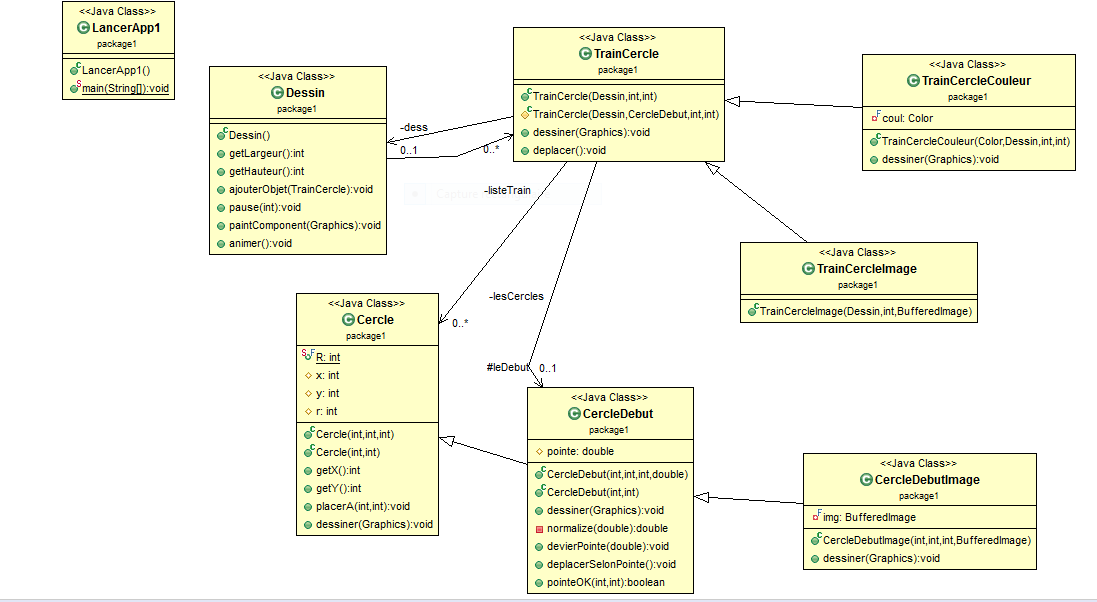 <<Java Class>>
LancerApp1
package1
LancerApp1()
main(String[]):void
<<Java Class>>
Dessin
package1
Dessin()
getLargeur():int
getHauteur():int
ajouterObjet(TrainCercle):void
pause(int):void
paintComponent(Graphics):void
animer():void
<<Java Class>>
TrainCercle
package1
TrainCercle(Dessin,int,int)
TrainCercle(Dessin,CercleDebut,int,int)
dessiner(Graphics):void
deplacer():void
<<Java Class>>
TrainCercleCouleur
package1
coul: Color
TrainCercleCouleur(Color,Dessin,int,int)
dessiner(Graphics):void
-dess
0..1
0..*
-listeTrain
<<Java Class>>
TrainCercleImage
package1
TrainCercleImage(Dessin,int,BufferedImage)
-lesCercles
0..*
#leDebut
0..1
<<Java Class>>
Cercle
package1
R: int
x: int
y: int
r: int
Cercle(int,int,int)
Cercle(int,int)
getX():int
getY():int
placerA(int,int):void
dessiner(Graphics):void
<<Java Class>>
CercleDebut
package1
pointe: double
CercleDebut(int,int,int,double)
CercleDebut(int,int)
dessiner(Graphics):void
normalize(double):double
devierPointe(double):void
deplacerSelonPointe():void
pointeOK(int,int):boolean
<<Java Class>>
CercleDebutImage
package1
img: BufferedImage
CercleDebutImage(int,int,int,BufferedImage)
dessiner(Graphics):void